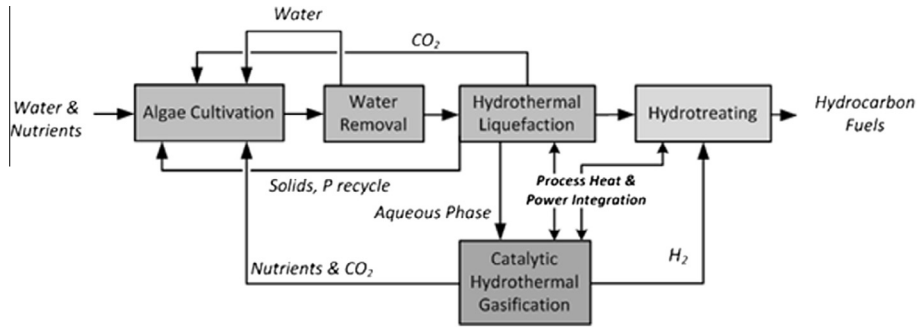 Water
CO2
Water &
Nutrients
Algae Cultivation
Water
Removal
Hydrothermal
Liquefaction
Hydrotreating
Hydrocarbon
Fuels
Solids, P recycle
Process Heat &
Power Integration
Aqueous Phase
Nutrients & CO2
Catalytic
Hydrothermal
Gasification
H2